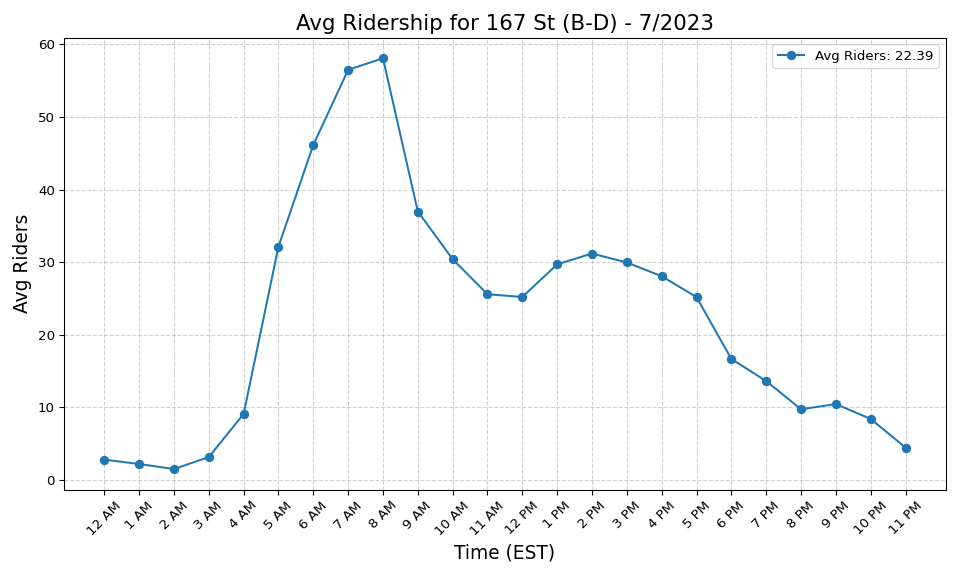 Avg Ridership for 167 St (B-D) - 7/2023
Avg Riders: 22.39
Avg Riders
60
50
40
30
20
10
0
12 AM 1 AM 2 AM 3 AM 4 AM 5 AM 6 AM 7 AM 8 AM 9 AM 10 AM 11 AM 12 PM 1 PM 2 PM 3 PM 4 PM 5 PM 6 PM 7 PM 8 PM 9 PM 10 PM 11 PM
Time (EST)